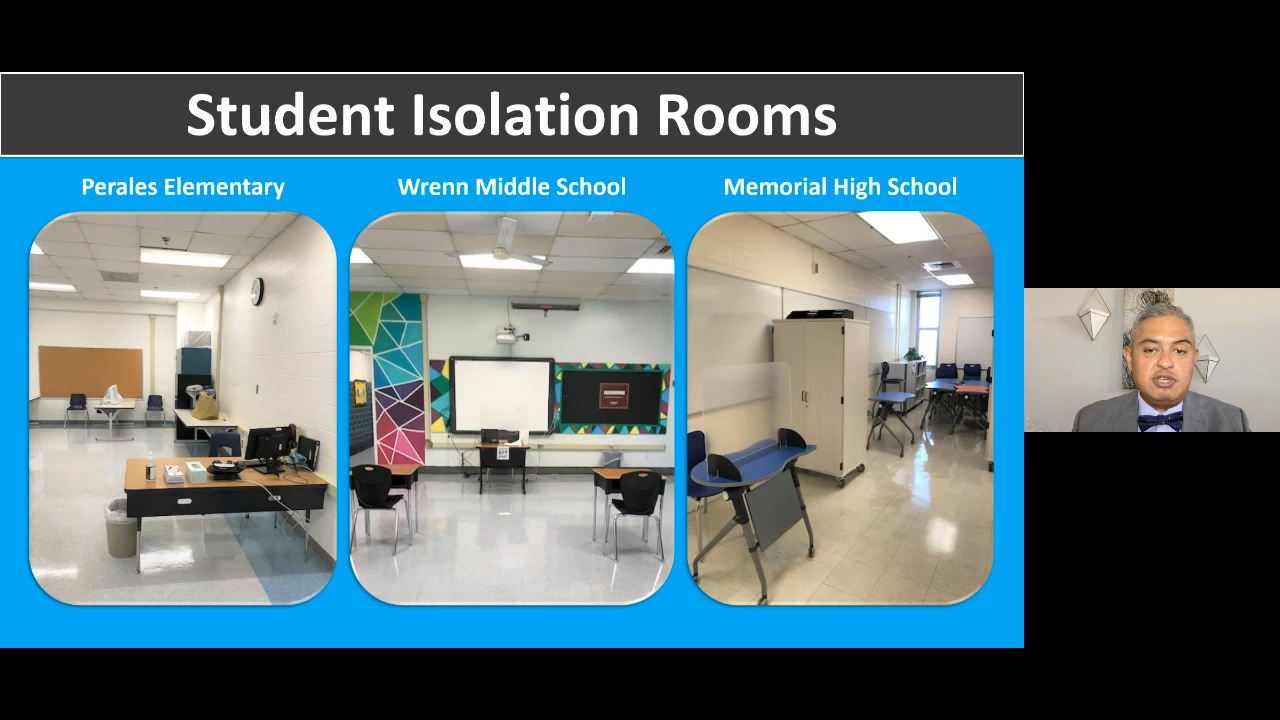 Student Isolation Rooms
Perales Elementary
Wrenn Middle School
Memorial High School